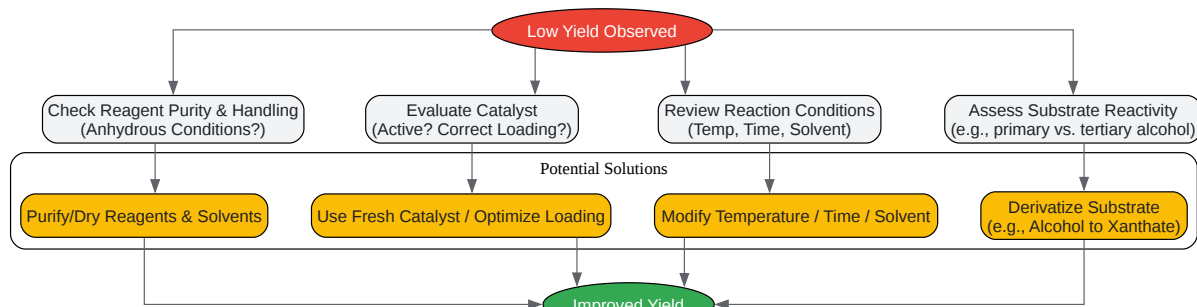 Low Yield Observed
Check Reagent Purity & Handling
(Anhydrous Conditions?)
Evaluate Catalyst
(Active? Correct Loading?)
Review Reaction Conditions
(Temp, Time, Solvent)
Assess Substrate Reactivity
(e.g., primary vs. tertiary alcohol)
Potential Solutions
Purify/Dry Reagents & Solvents
Use Fresh Catalyst / Optimize Loading
Modify Temperature / Time / Solvent
Derivatize Substrate
(e.g., Alcohol to Xanthate)
Improved Yield